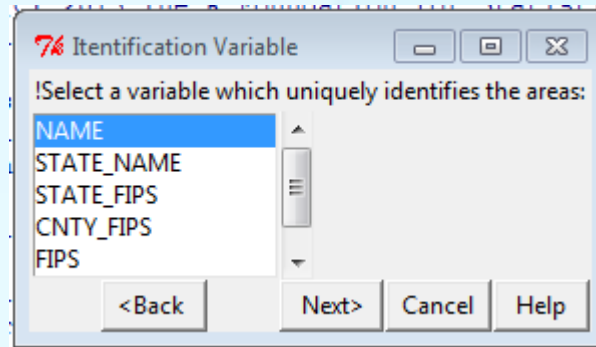 Itentification Variable
!Select a variable which uniquely identifies the areas:
NAME
STATE_NAME
STATE_FIPS
CNTY_FIPS
FIPS
<Back Next> Cancel Help